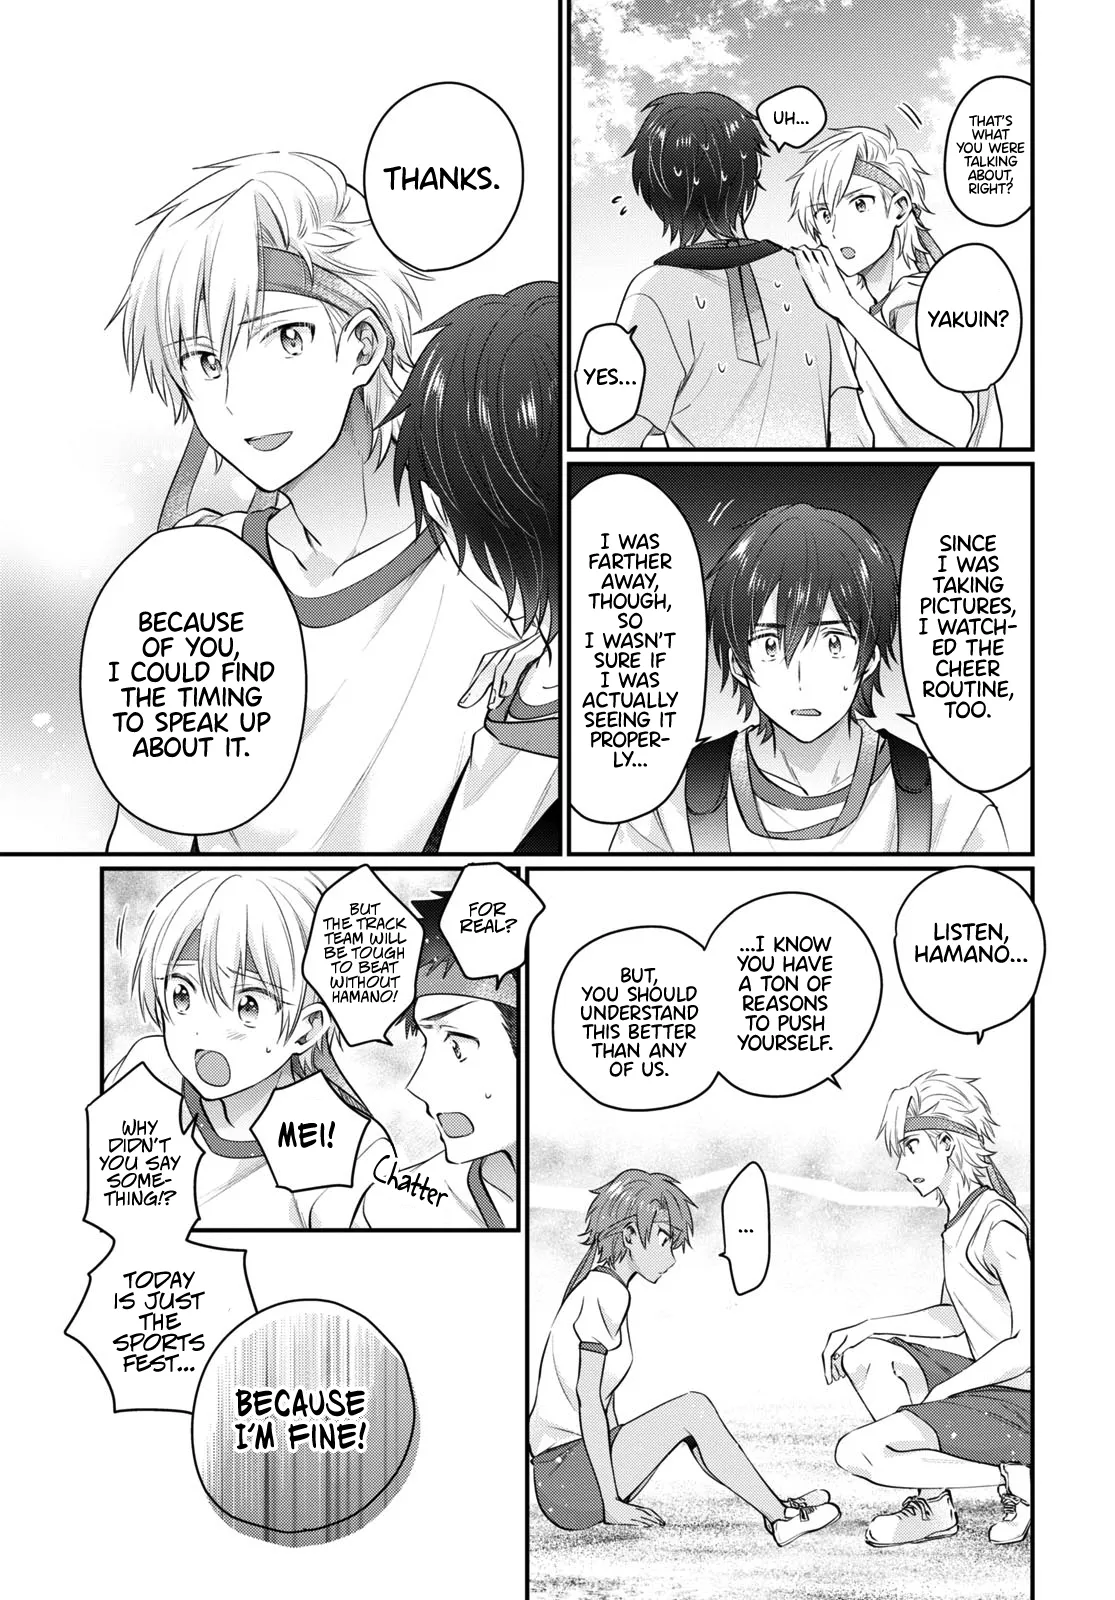 THAT'S
WHAT
YOU WERE
TALKING
ABOUT,
RIGHT?
YAKUIN?
UH...
YES...
SINCE
I WAS
TAKING
PICTURES,
I WATCH-
ED THE
CHEER
ROUTINE,
TOO.
I WAS
FARTHER
AWAY,
THOUGH,
SO
I WASN'T
SURE IF
I WAS
ACTUALLY
SEEING IT
PROPER-
LY...
THANKS.
BECAUSE
OF YOU,
I COULD FIND
THE TIMING
TO SPEAK UP
ABOUT IT.
LISTEN,
HAMANO...
...I KNOW
YOU HAVE
A TON OF
REASONS
TO PUSH
YOURSELF.
BUT,
YOU SHOULD
UNDERSTAND
THIS BETTER
THAN ANY
OF US.
...
FOR
REAL?
BUT
THE TRACK
TEAM WILL
BE TOUGH
TO BEAT
WITHOUT
HAMANO!
MEI!
Chatter
WHY
DIDN'T
YOU SAY
SOME-
THING!?
TODAY
IS JUST
THE
SPORTS
FEST...
BECAUSE
I'M FINE!